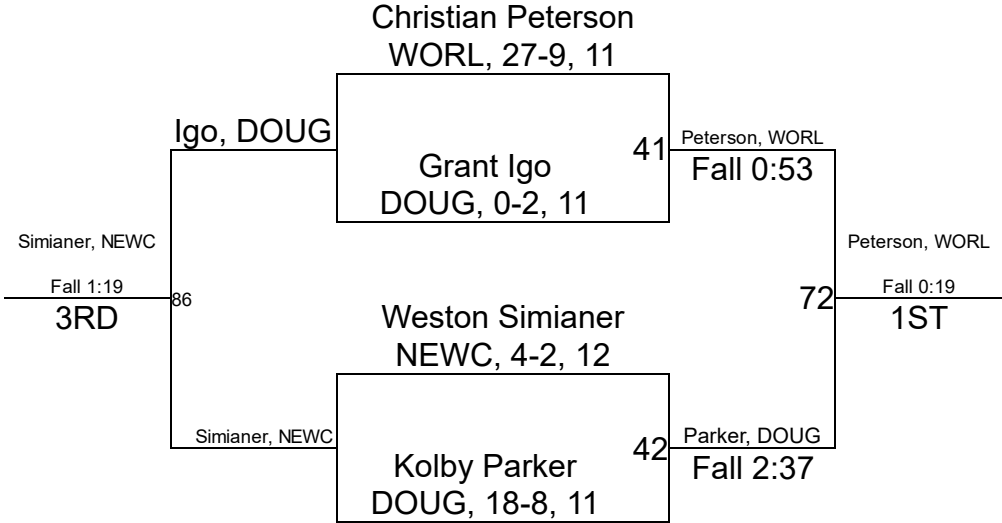 Christian Peterson
WORL, 27-9, 11
Igo, DOUG
41
Peterson, WORL
Grant Igo
Fall 0:53
DOUG, 0-2, 11
Simianer, NEWC
Peterson, WORL
Fall 1:19
86
72
Fall 0:19
3RD
1ST
Weston Simianer
NEWC, 4-2, 12
Simianer, NEWC
42
Parker, DOUG
Kolby Parker
Fall 2:37
DOUG, 18-8, 11